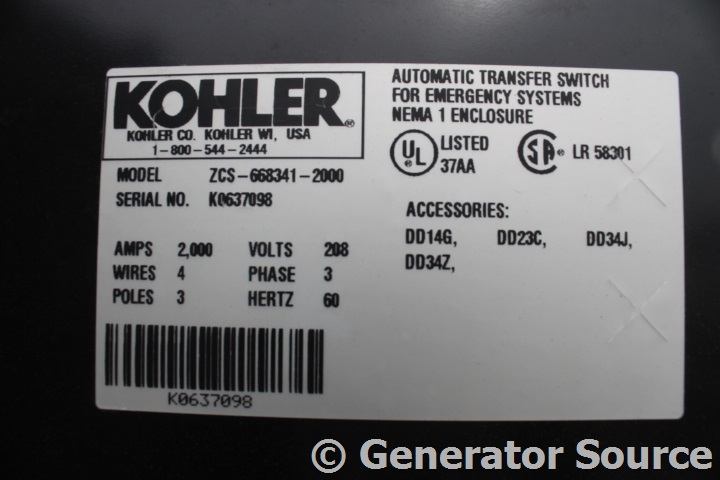 KOHLER®
KOHLER CO. KOHLER WI, USA
1-800-544-2444
AUTOMATIC TRANSFER SWITCH
FOR EMERGENCY SYSTEMS
NEMA 1 ENCLOSURE
UL LISTED
37AA
SA® LR 58301
MODEL ZCS-668341-2000
SERIAL NO. K0637098
ACCESSORIES:
DD14G, DD23C, DD34J,
DD34Z,
AMPS 2,000 VOLTS 208
WIRES 4 PHASE 3
POLES 3 HERTZ 60
K0637098
© Generator Source